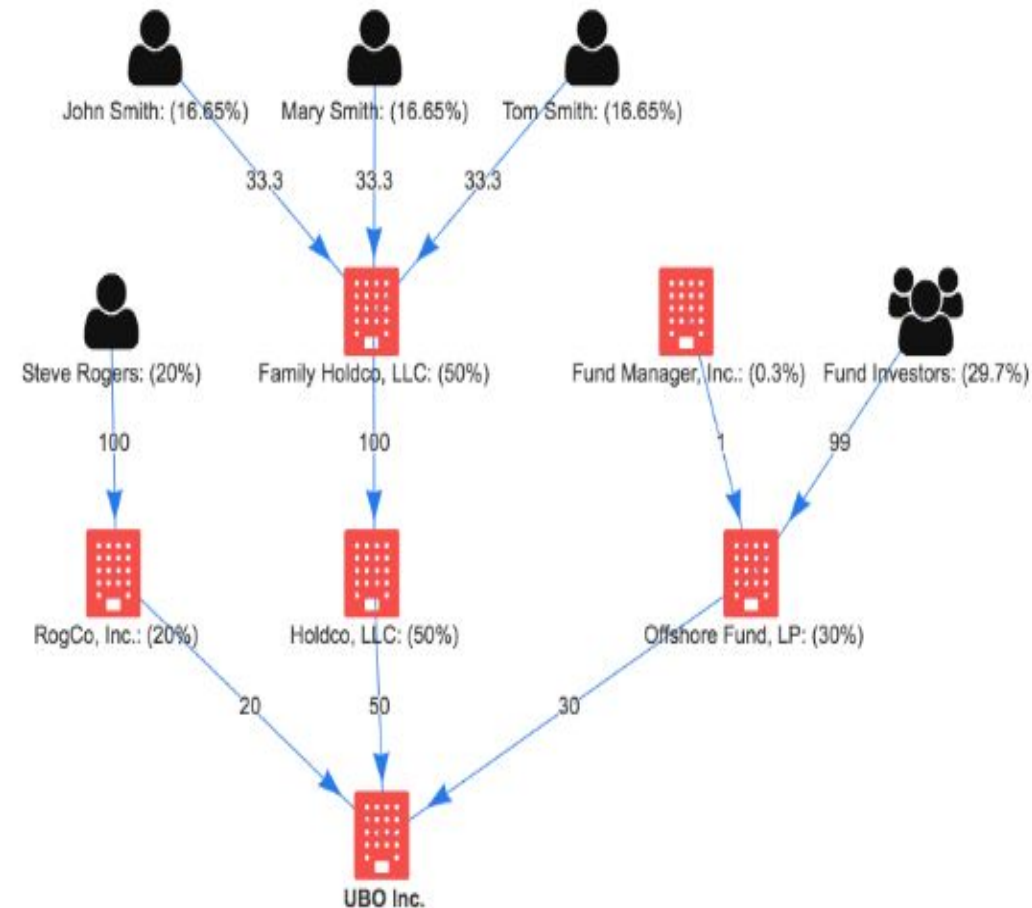 John Smith: (16.65%) Mary Smith: (16.65%) Tom Smith: (16.65%)
33.3 33.3 33.3
Steve Rogers: (20%) Family Holdco, LLC: (50%) Fund Manager, Inc.: (0.3%) Fund Investors: (29.7%)
100 100 1 99
RogCo, Inc.: (20%) Holdco, LLC: (50%) Offshore Fund, LP: (30%)
20 50 30
UBO Inc.